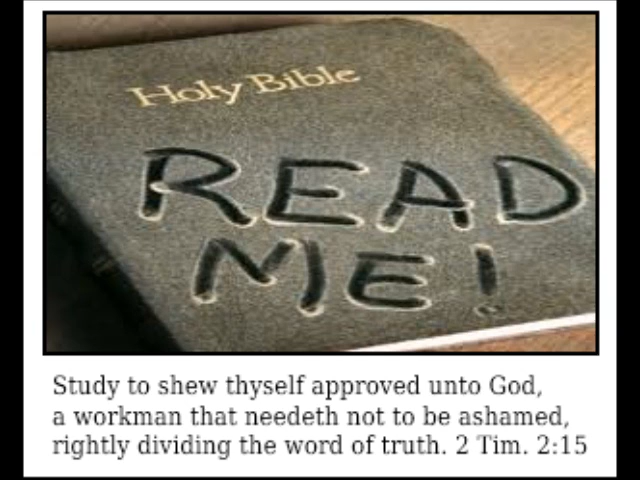 Holy Bible
READ
ME!
Study to shew thyself approved unto God,
a workman that needeth not to be ashamed,
rightly dividing the word of truth. 2 Tim. 2:15